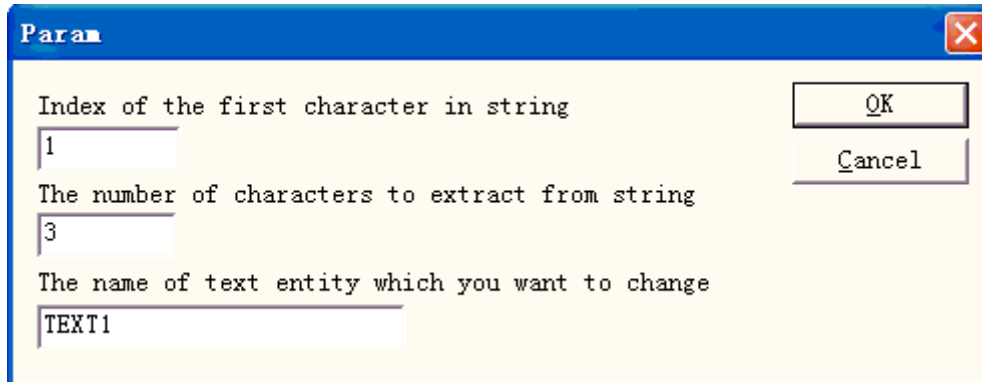 Param
Index of the first character in string
OK
1
Cancel
The number of characters to extract from string
3
The name of text entity which you want to change
TEXT1